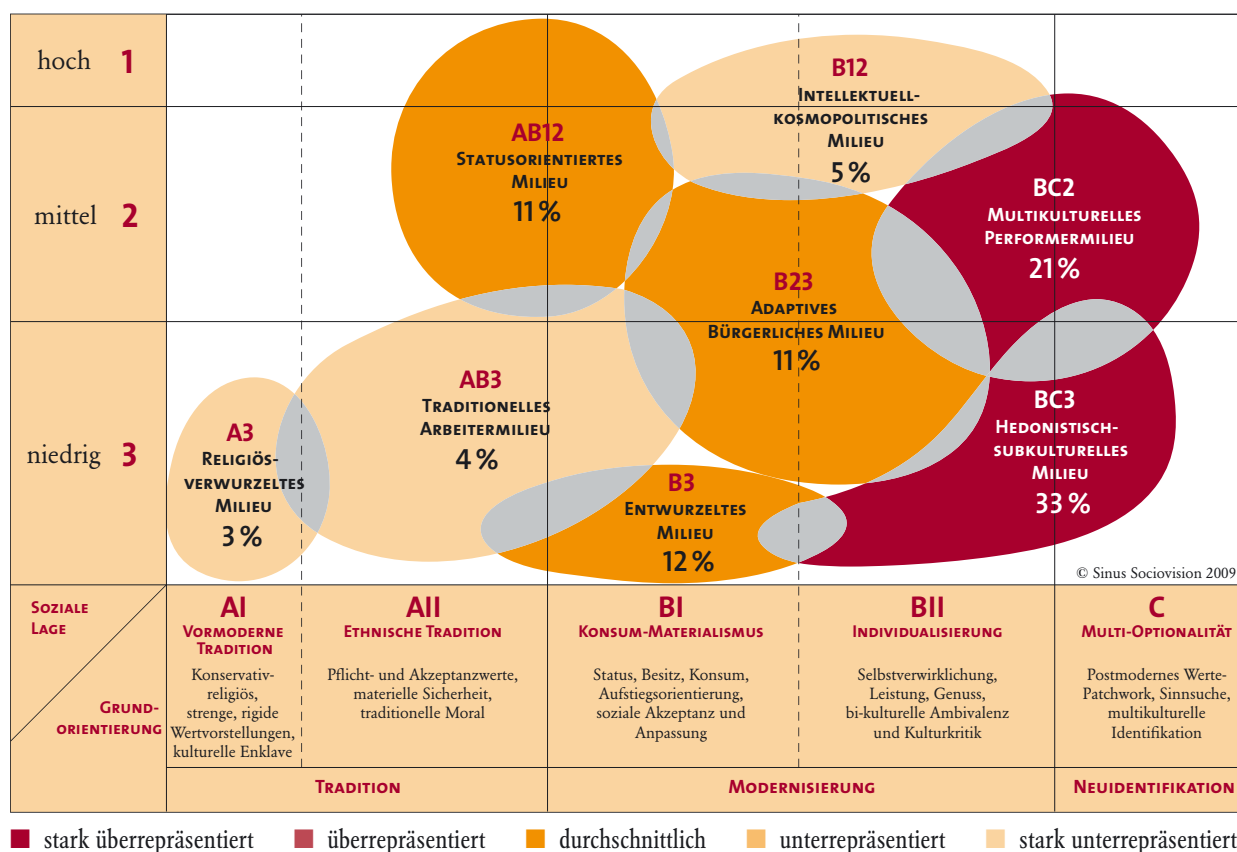 hoch 1
mittel 2
niedrig 3
AB12
Statusorientiertes
Milieu
11 %
B12
Intellektuell-
kosmopolitisches
Milieu
5 %
BC2
Multikulturelles
Performermilieu
21 %
B23
Adaptives
Bürgerliches Milieu
11 %
AB3
Traditionelles
Arbeitermilieu
4 %
A3
Religiös-
verwurzeltes
Milieu
3 %
B3
Entwurzeltes
Milieu
12 %
BC3
Hedonistisch-
subkulturelles
Milieu
33 %
© Sinus Sociovision 2009
Soziale
Lage
Grund-
orientierung
AI
Vormoderne
Tradition
Konservativ-
religiös,
strenge, rigide
Wertvorstellungen,
kulturelle Enklave
AII
Ethnische Tradition
Pflicht- und Akzeptanzwerte,
materielle Sicherheit,
traditionelle Moral
BI
Konsum-Materialismus
Status, Besitz, Konsum,
Aufstiegsorientierung,
soziale Akzeptanz und
Anpassung
BII
Individualisierung
Selbstverwirklichung,
Leistung, Genuss,
bi-kulturelle Ambivalenz
und Kulturkritik
C
Multi-Optionalität
Postmodernes Werte-
Patchwork, Sinnsuche,
multikulturelle
Identifikation
Tradition
Modernisierung
Neuidentifikation
stark überrepräsentiert
überrepräsentiert
durchschnittlich
unterrepräsentiert
stark unterrepräsentiert